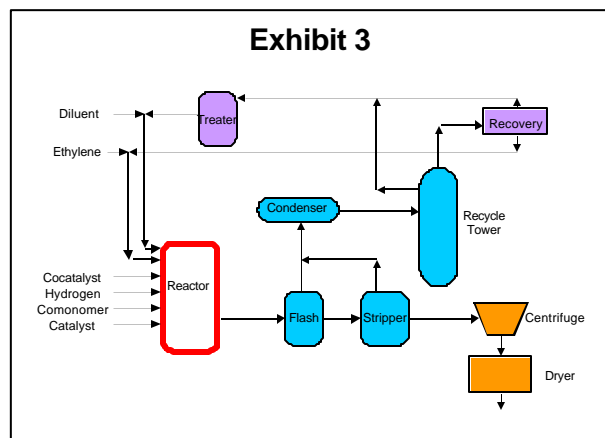 Exhibit 3
Diluent
Treater
Recovery
Ethylene
Condenser
Recycle
Tower
Cocatalyst
Hydrogen
Comonomer
Catalyst
Reactor
Flash
Stripper
Centrifuge
Dryer